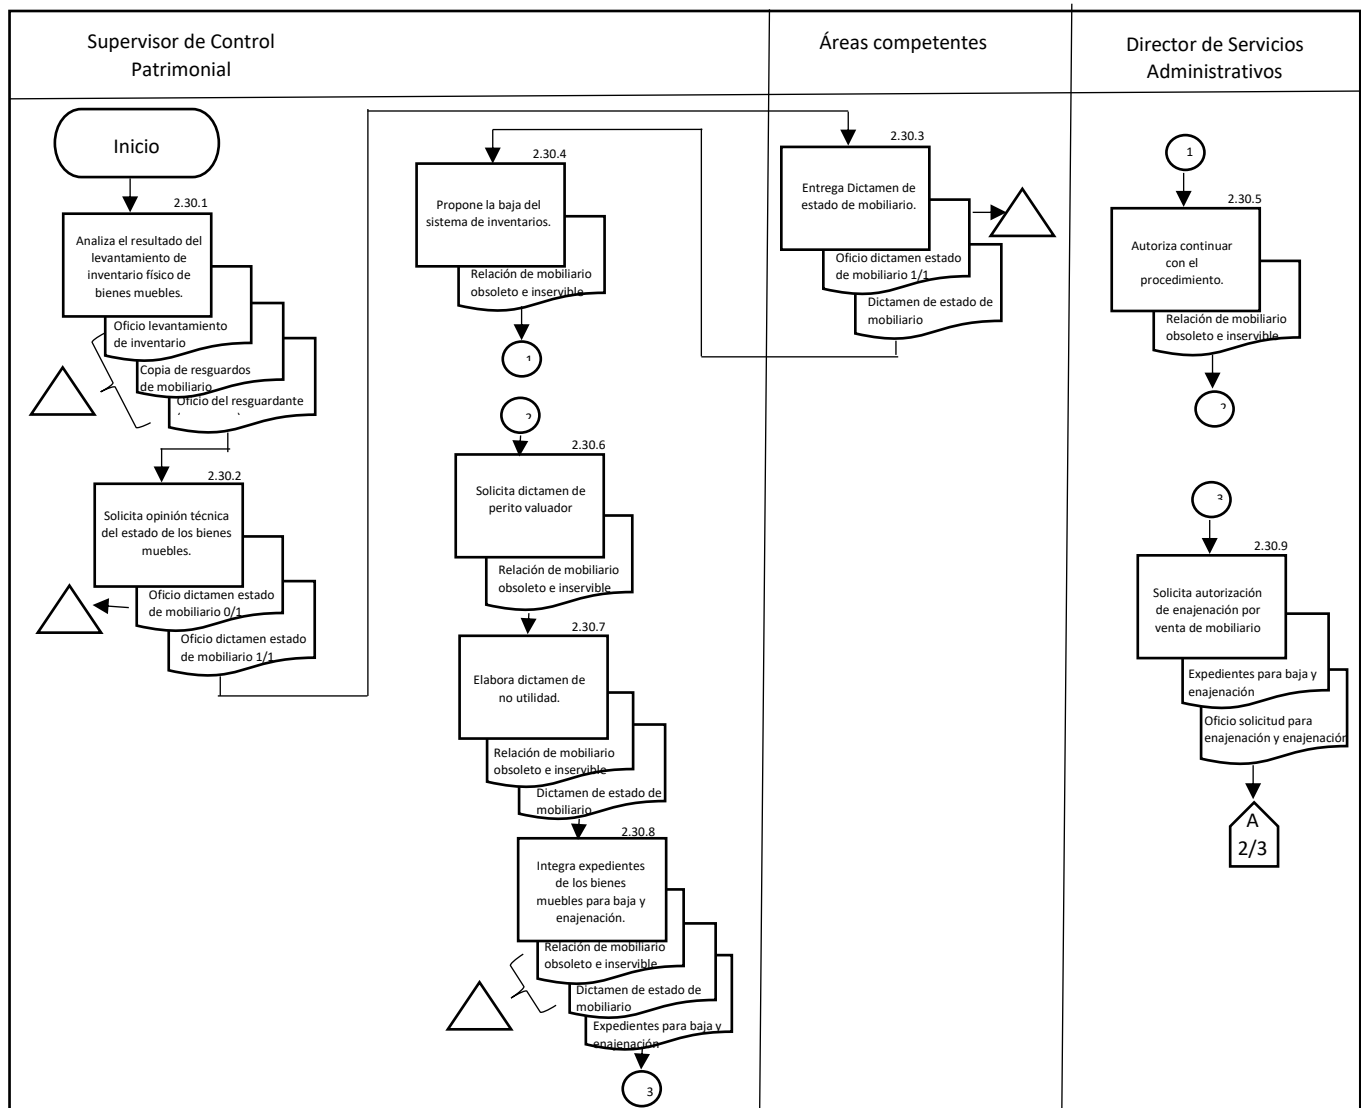 Supervisor de Control
Patrimonial
Áreas competentes
Director de Servicios
Administrativos
Inicio
2.30.1
Analiza el resultado del
levantamiento de
inventario físico de
bienes muebles.
Oficio levantamiento
de inventario
Copia de resguardos
de mobiliario
Oficio del resguardante
2.30.2
Solicita opinión técnica
del estado de los bienes
muebles.
Oficio dictamen estado
de mobiliario 0/1
Oficio dictamen estado
de mobiliario 1/1
2.30.3
Entrega Dictamen de
estado de mobiliario.
Oficio dictamen estado
de mobiliario 1/1
Dictamen de estado de
mobiliario
2.30.4
Propone la baja del
sistema de inventarios.
Relación de mobiliario
obsoleto e inservible
1
1
2.30.5
Autoriza continuar
con el
procedimiento.
Relación de mobiliario
obsoleto e inservible
2
2
2.30.6
Solicita dictamen de
perito valuador
Relación de mobiliario
obsoleto e inservible
2.30.7
Elabora dictamen de
no utilidad.
Relación de mobiliario
obsoleto e inservible
Dictamen de estado de
mobiliario
2.30.8
Integra expedientes
de los bienes
muebles para baja y
enajenación.
Relación de mobiliario
obsoleto e inservible
Dictamen de estado de
mobiliario
Expedientes para baja y
enajenación
3
3
2.30.9
Solicita autorización
de enajenación por
venta de mobiliario
Expedientes para baja y
enajenación
Oficio solicitud para
enajenación y enajenación
A
2/3